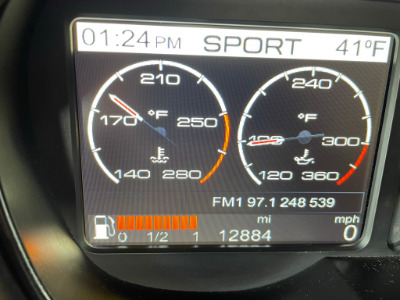 01:24 PM SPORT 41°F
210 240
°F °F
170 250 300
140 280 120 360
FM1 97.1 248 539
mi mph
0 1/2 1 12884 0